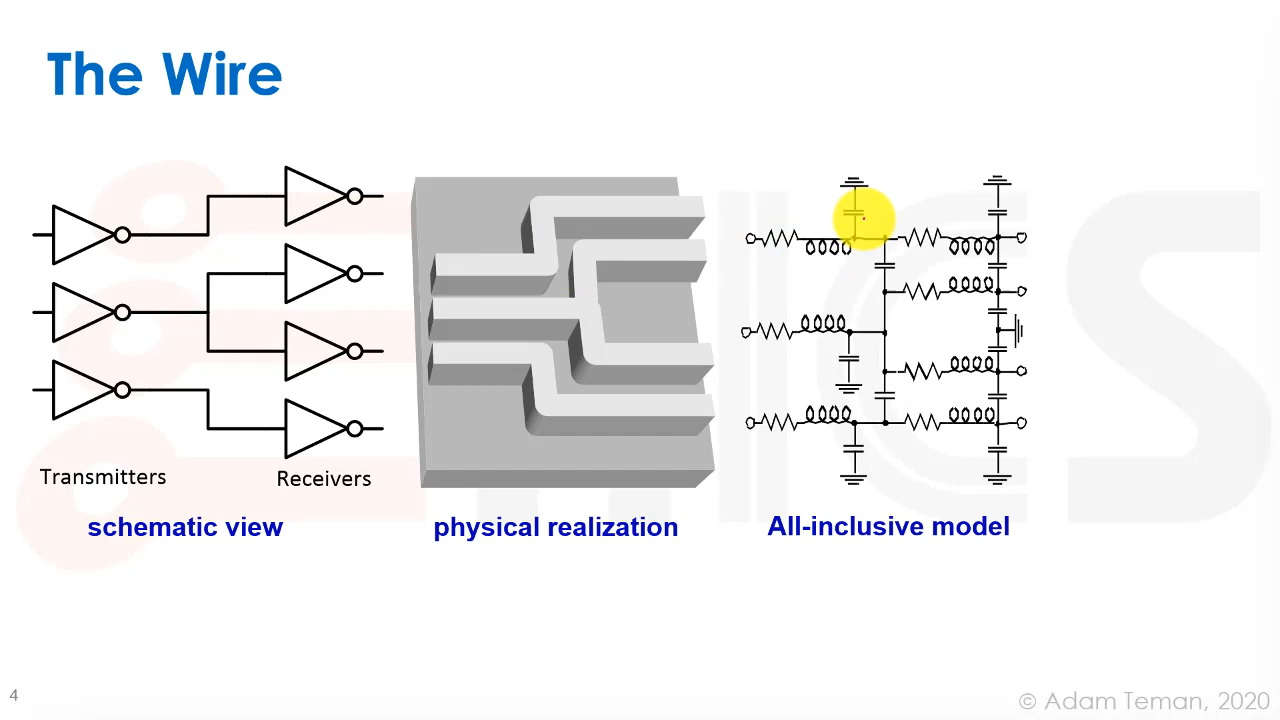 The Wire
Transmitters
Receivers
schematic view
physical realization
All-inclusive model
4
© Adam Teman, 2020